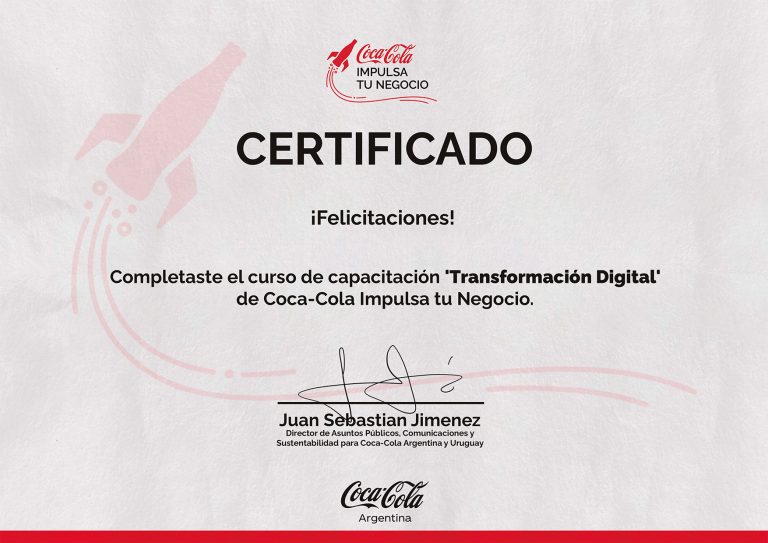 Coca-Cola
IMPULSA
TU NEGOCIO
CERTIFICADO
¡Felicitaciones!
Completaste el curso de capacitación 'Transformación Digital'
de Coca-Cola Impulsa tu Negocio.
Juan Sebastian Jimenez
Director de Asuntos Públicos, Comunicaciones y
Sustentabilidad para Coca-Cola Argentina y Uruguay
Coca-Cola
Argentina